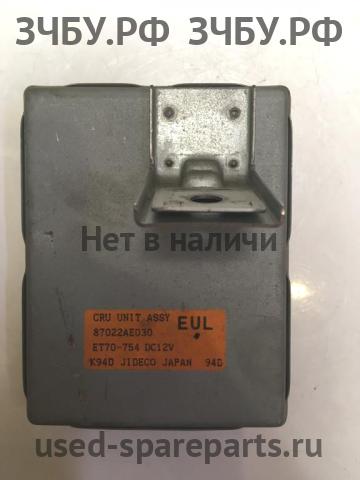 ЗЧБУ.РФ ЗЧБУ.РФ
Нет в наличи
CRU UNIT ASSY
87022AE030 EUL
ET70-754 DC12V
K94D JIDECO JAPAN 94D
used-spareparts.ru